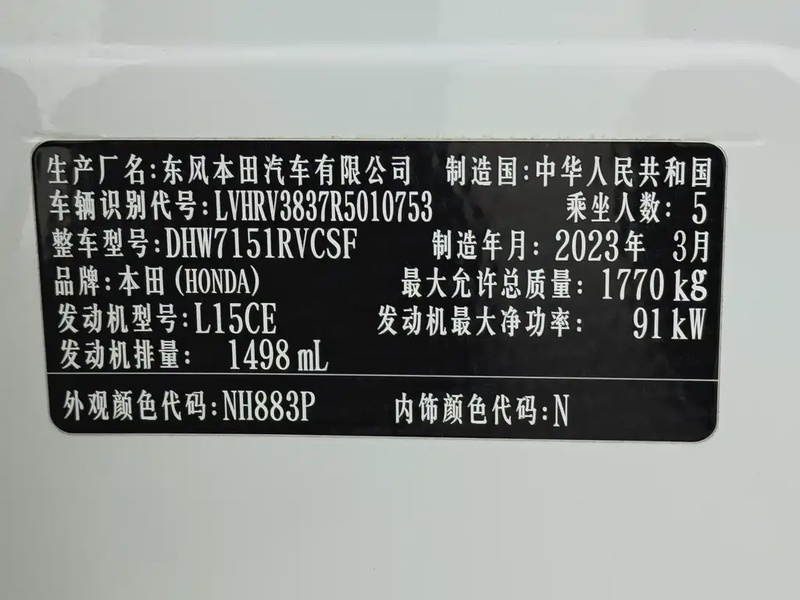 生产厂名:东风本田汽车有限公司 制造国:中华人民共和国
车辆识别代号:LVHRV3837R5010753 乘坐人数: 5
整车型号:DHW7151RVCSF 制造年月: 2023年 3月
品牌:本田(HONDA) 最大允许总质量: 1770 kg
发动机型号:L15CE 发动机最大净功率: 91 kW
发动机排量: 1498 mL
外观颜色代码:NH883P 内饰颜色代码:N